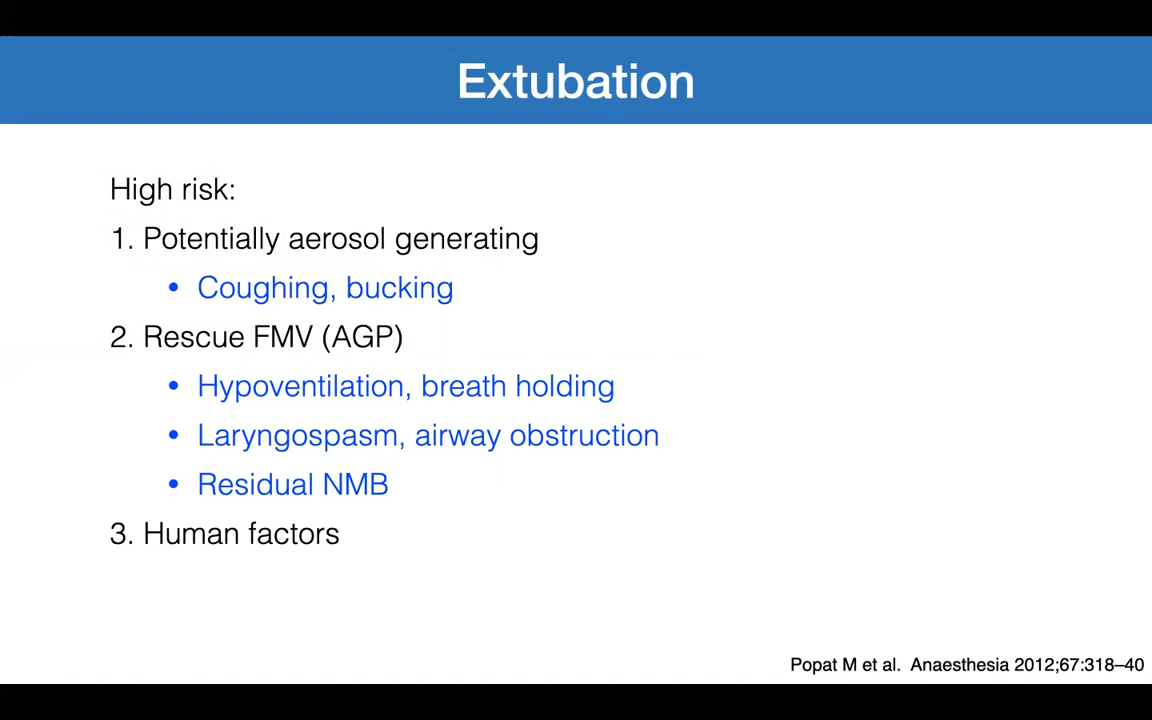 Extubation
High risk:
1. Potentially aerosol generating
• Coughing, bucking
2. Rescue FMV (AGP)
• Hypoventilation, breath holding
• Laryngospasm, airway obstruction
• Residual NMB
3. Human factors
Popat M et al. Anaesthesia 2012;67:318–40